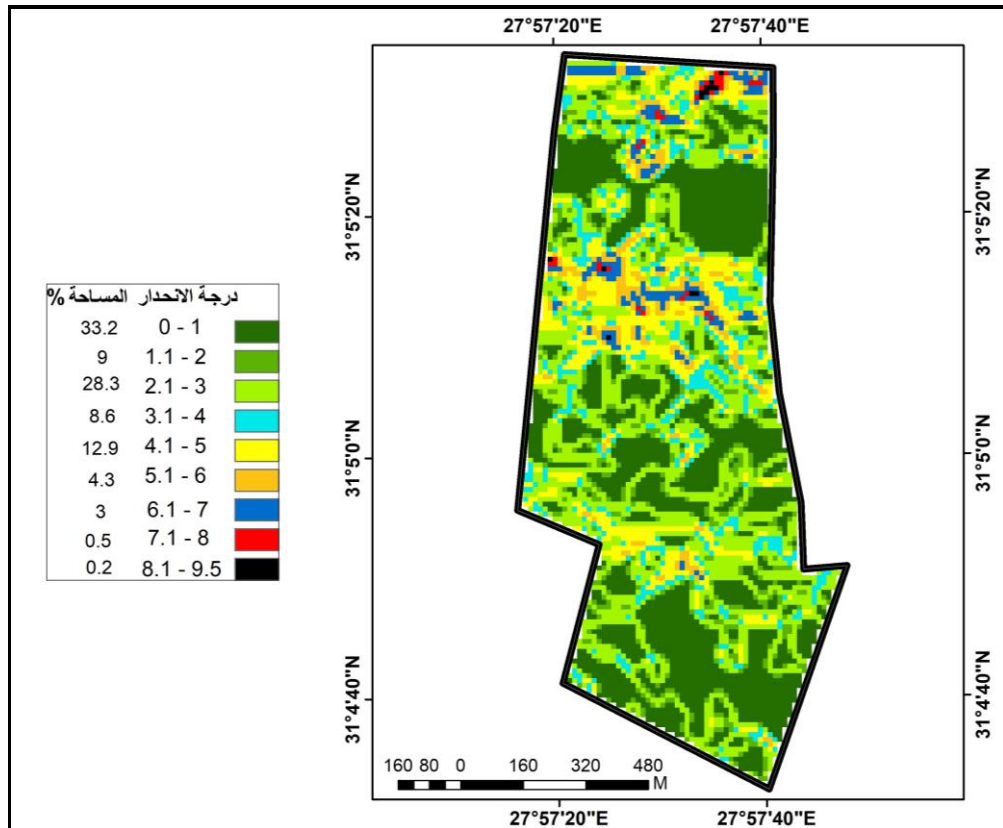 27°57'20"E 27°57'40"E
31°5'20"N 31°5'20"N
31°5'0"N 31°5'0"N
31°4'40"N 31°4'40"N
27°57'20"E 27°57'40"E
درجة الانحدار المساحة %
0 - 1 33.2
1.1 - 2 9
2.1 - 3 28.3
3.1 - 4 8.6
4.1 - 5 12.9
5.1 - 6 4.3
6.1 - 7 3
7.1 - 8 0.5
8.1 - 9.5 0.2
160 80 0 160 320 480
M